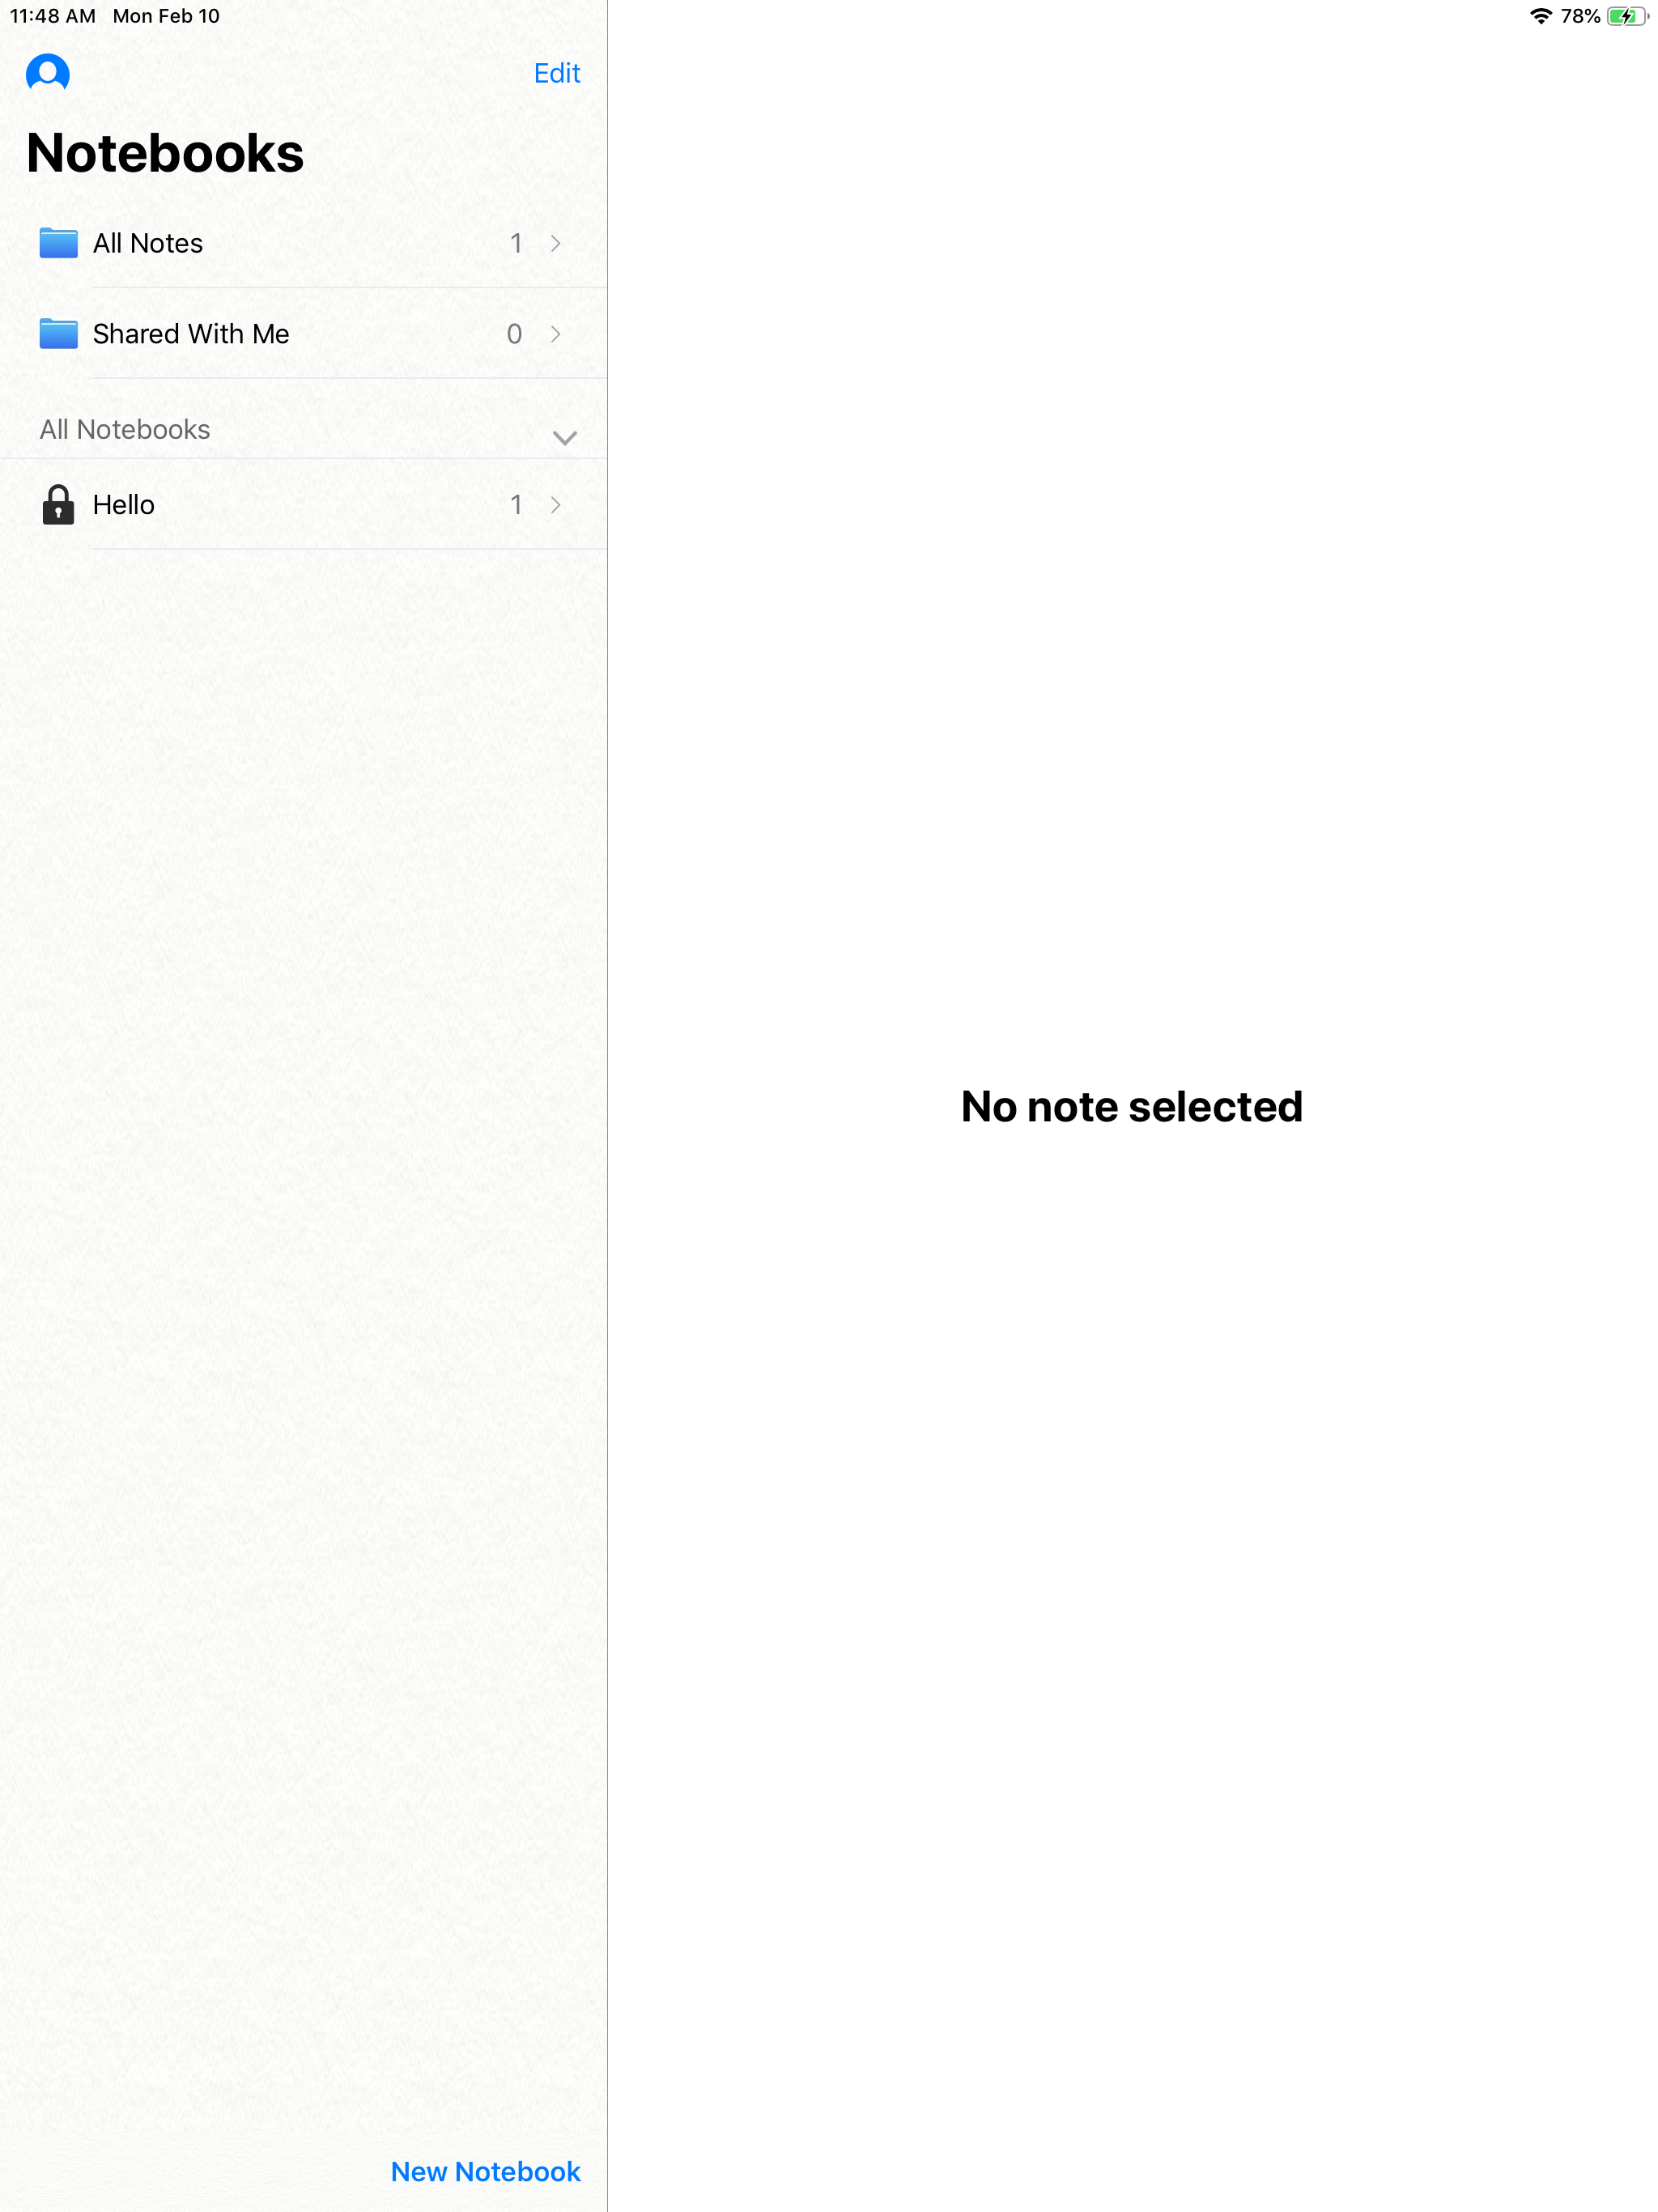 11:48 AM Mon Feb 10
78%
Edit
Notebooks
All Notes 1
Shared With Me 0
All Notebooks
Hello 1
No note selected
New Notebook